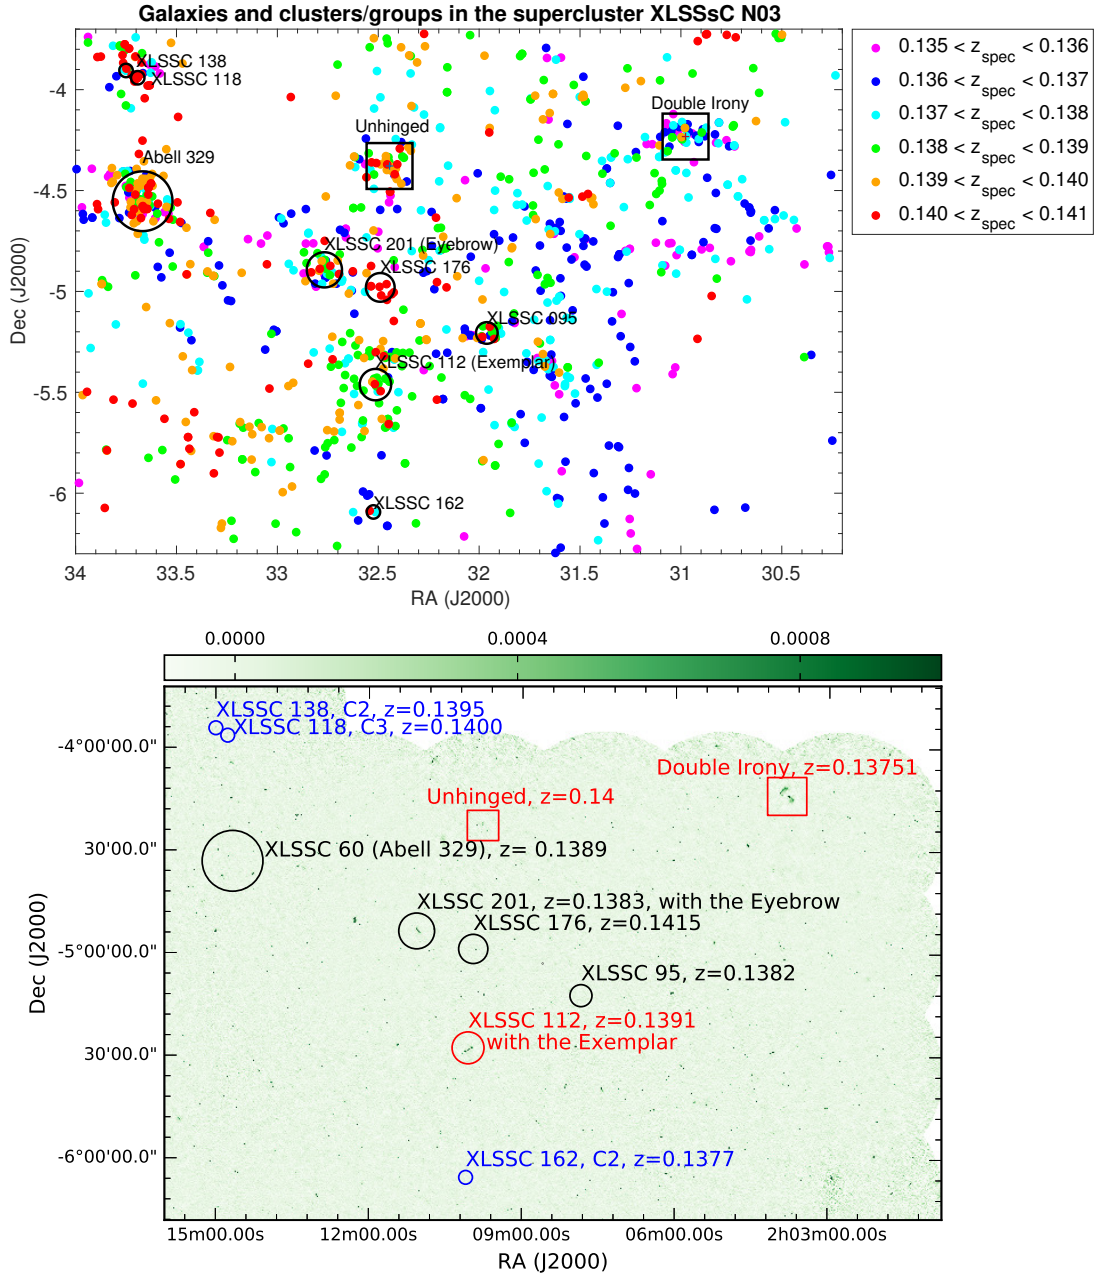 Galaxies and clusters/groups in the supercluster XLSSsC N03
0.135 < z_spec < 0.136
0.136 < z_spec < 0.137
0.137 < z_spec < 0.138
0.138 < z_spec < 0.139
0.139 < z_spec < 0.140
0.140 < z_spec < 0.141
XLSSC 138
XLSSC 118
Double Irony
Unhinged
Abell 329
XLSSC 201 (Eyebrow)
XLSSC 176
XLSSC 095
XLSSC 112 (Exemplar)
XLSSC 162
-4
-4.5
-5
-5.5
-6
Dec (J2000)
34 33.5 33 32.5 32 31.5 31 30.5
RA (J2000)
0.0000 0.0004 0.0008
XLSSC 138, C2, z=0.1395
XLSSC 118, C3, z=0.1400
Double Irony, z=0.13751
Unhinged, z=0.14
XLSSC 60 (Abell 329), z= 0.1389
XLSSC 201, z=0.1383, with the Eyebrow
XLSSC 176, z=0.1415
XLSSC 95, z=0.1382
XLSSC 112, z=0.1391
with the Exemplar
XLSSC 162, C2, z=0.1377
-4°00'00.0"
30'00.0"
-5°00'00.0"
30'00.0"
-6°00'00.0"
Dec (J2000)
15m00.00s 12m00.00s 09m00.00s 06m00.00s 2h03m00.00s
RA (J2000)